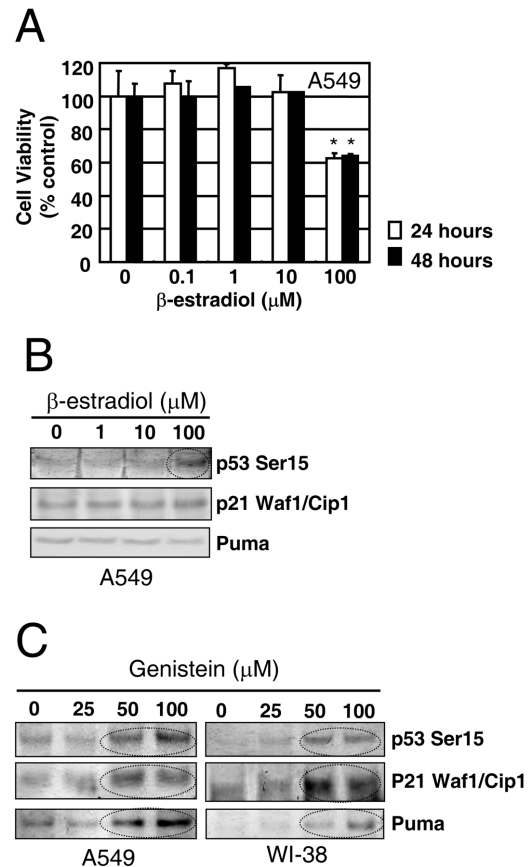 A
120
100
80
60
40
20
0
Cell Viability
(% control)
A549
* *
0 0.1 1 10 100
β-estradiol (μM)
24 hours
48 hours
B
β-estradiol (μM)
0 1 10 100
p53 Ser15
p21 Waf1/Cip1
Puma
A549
C
Genistein (μM)
0 25 50 100 0 25 50 100
p53 Ser15
P21 Waf1/Cip1
Puma
A549 WI-38